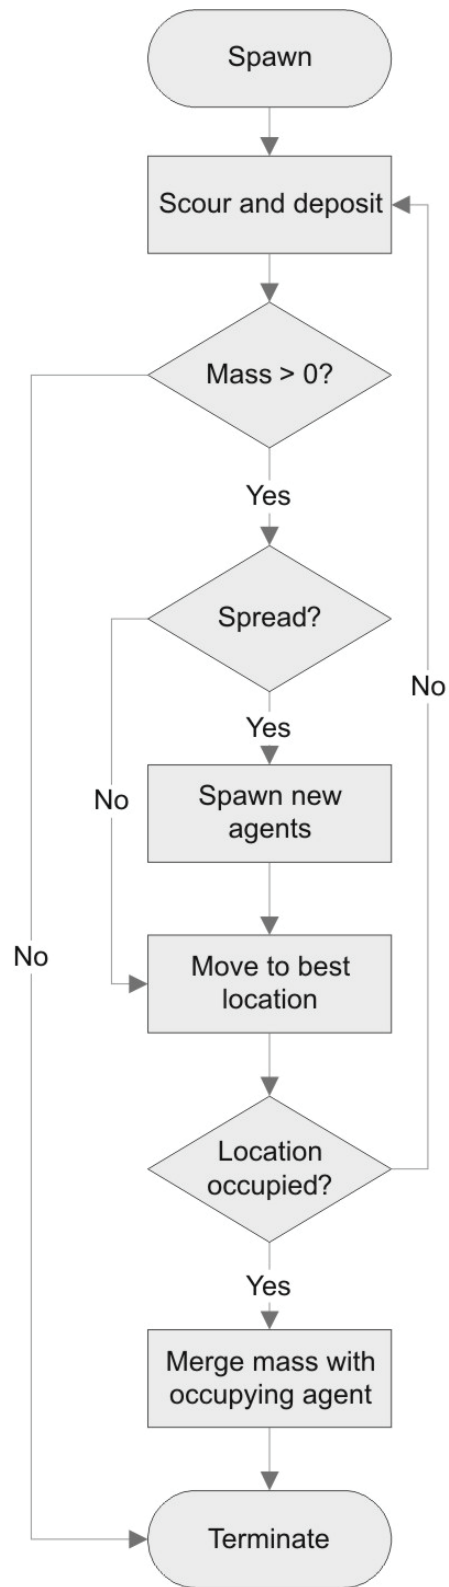 Spawn
Scour and deposit
Mass > 0?
Yes
Spread?
No
Yes
No
Spawn new
agents
No
Move to best
location
Location
occupied?
Yes
Merge mass with
occupying agent
Terminate